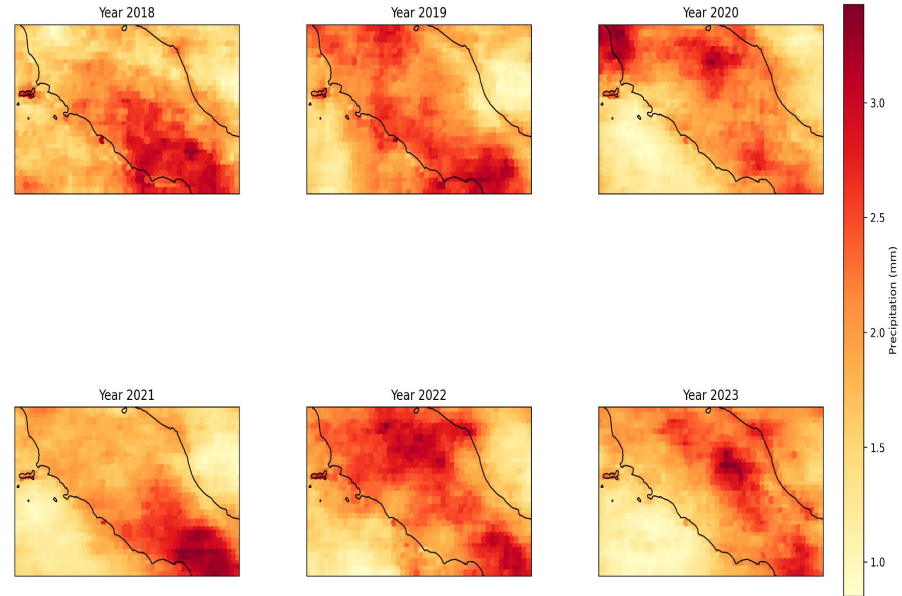 Year 2018
Year 2019
Year 2020
3.0
2.5
Precipitation (mm)
2.0
Year 2021
Year 2022
Year 2023
1.5
1.0